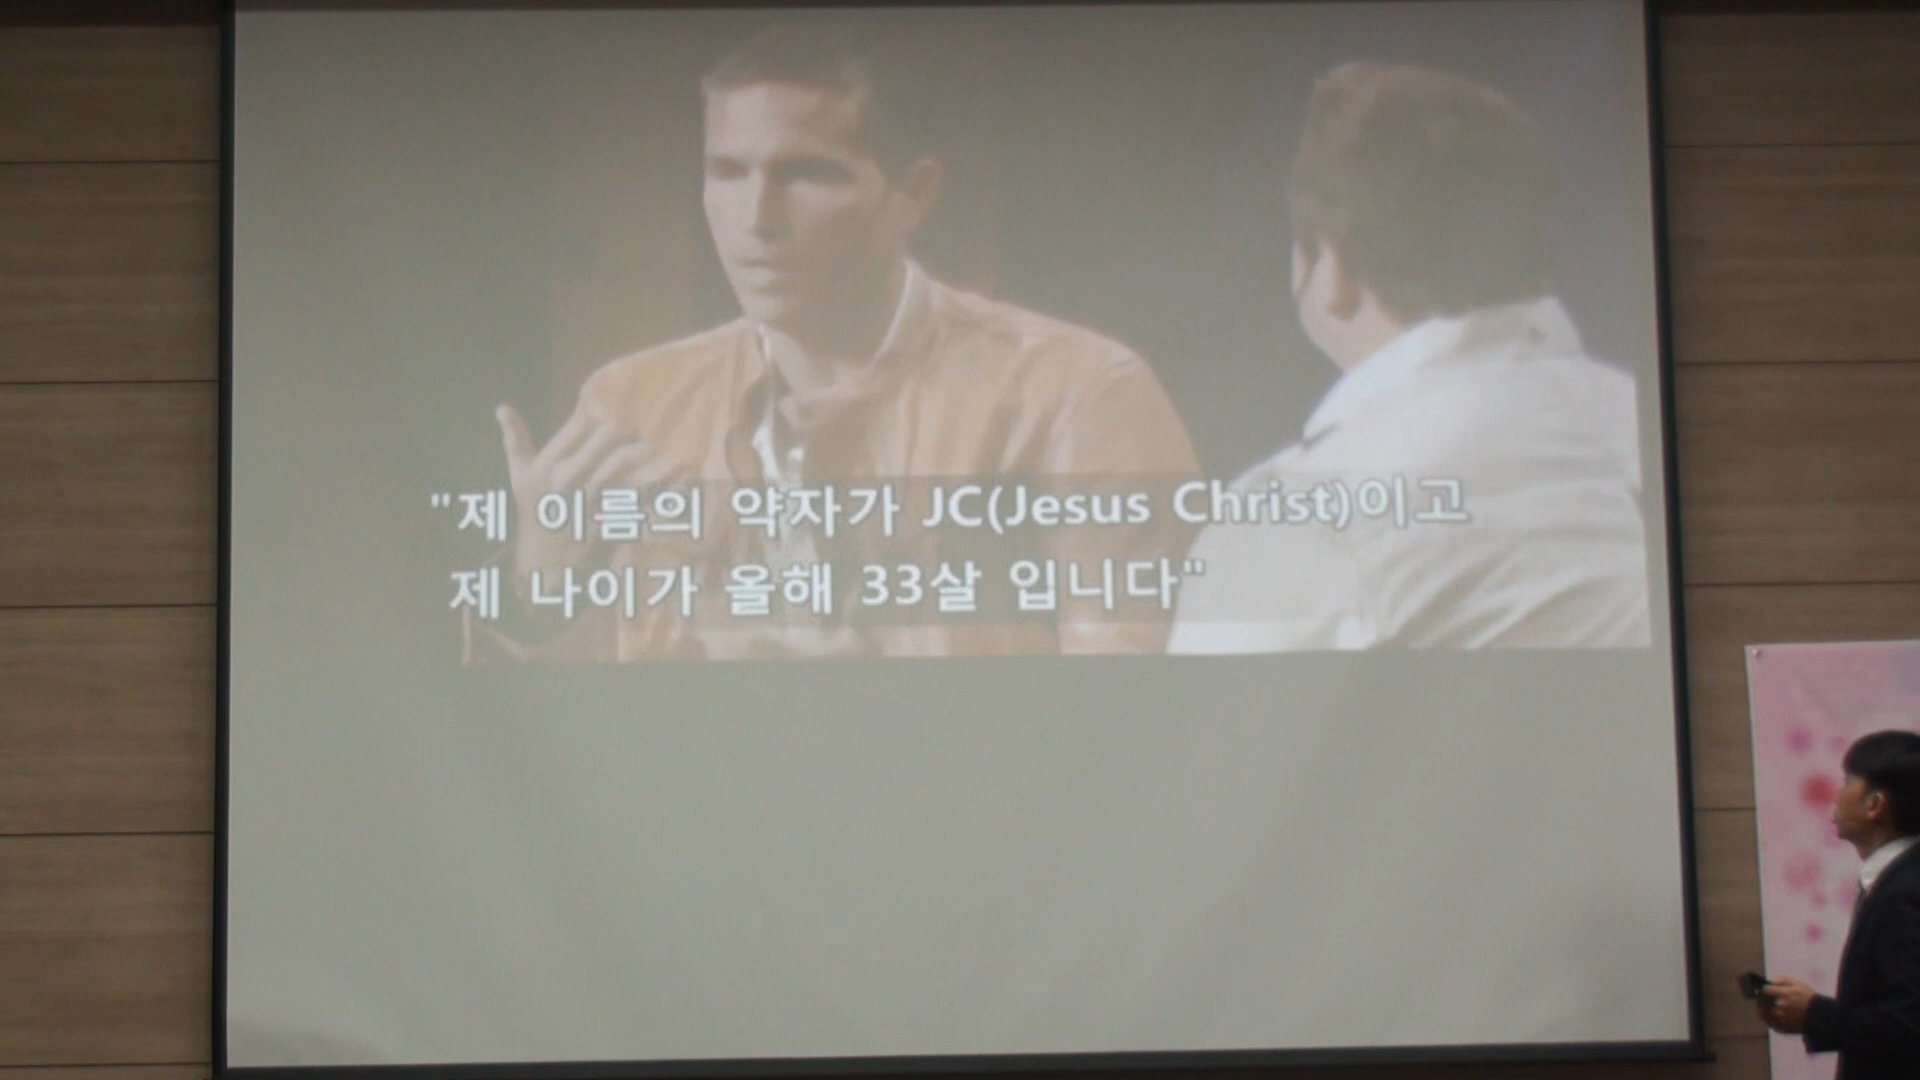 "제 이름의 약자가 JC(Jesus Christ)이고
제 나이가 올해 33살 입니다"